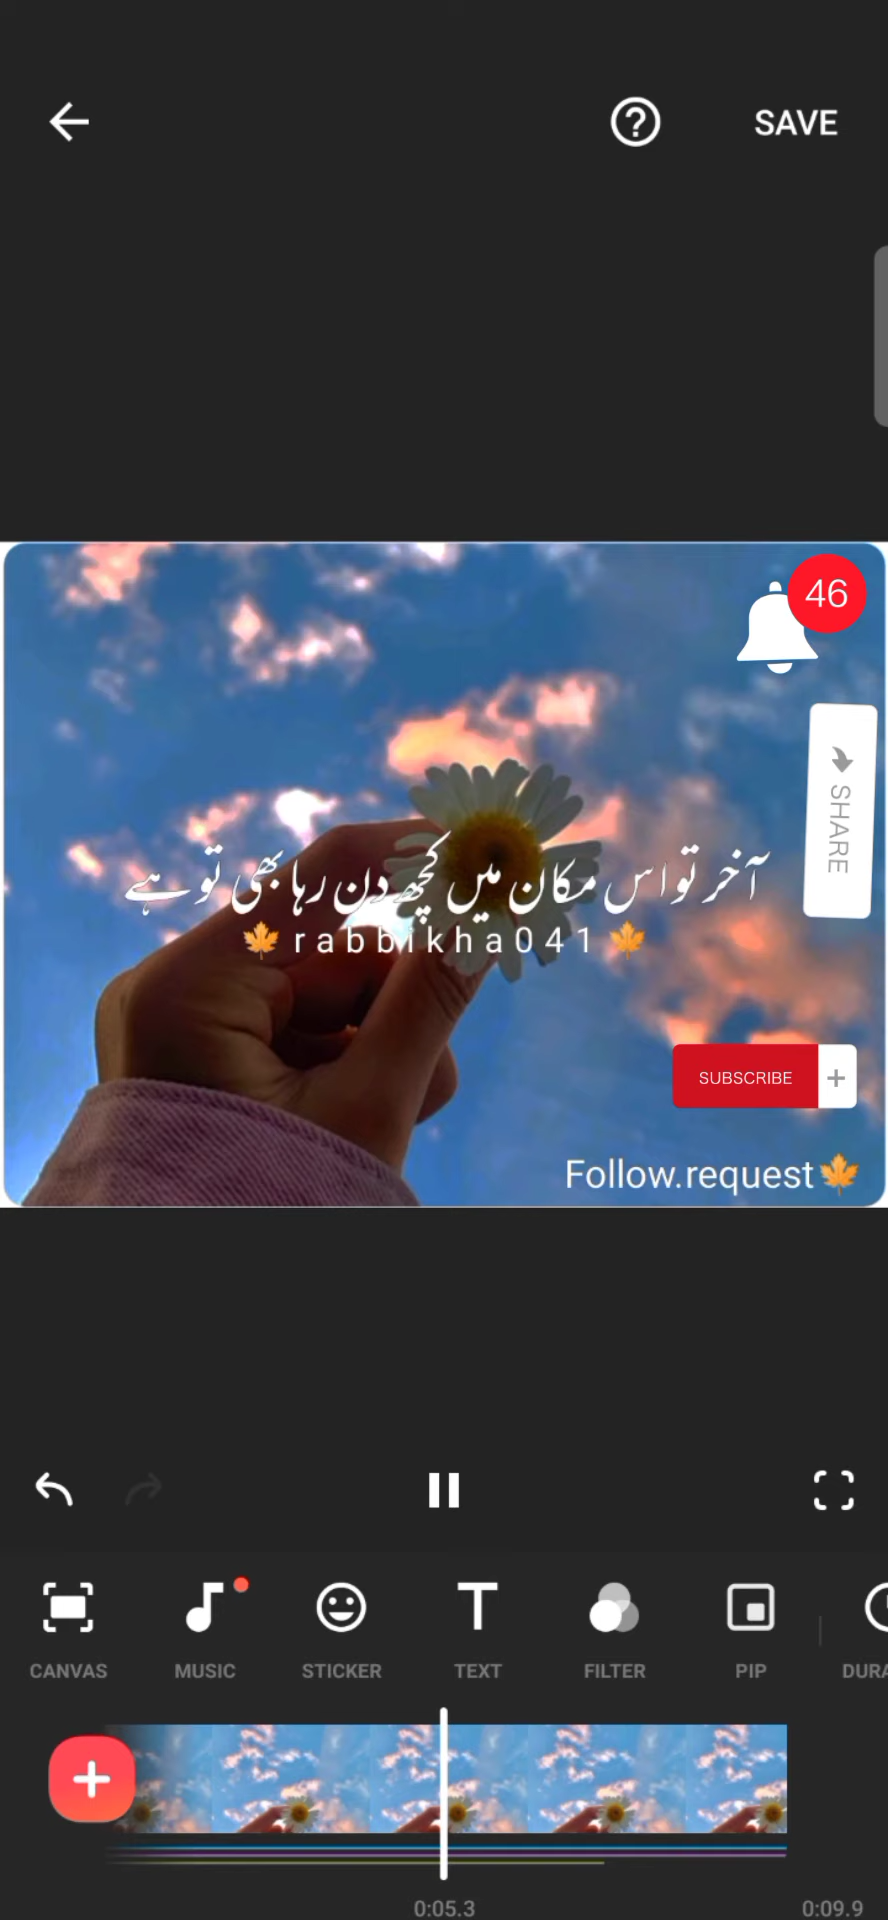 SAVE
46
SHARE
آخر تو اس مکان میں کچھ دن رہا بھی تو ہے
rabbikha041
SUBSCRIBE +
Follow.request
CANVAS MUSIC STICKER TEXT FILTER PIP DURA
0:05.3 0:09.9